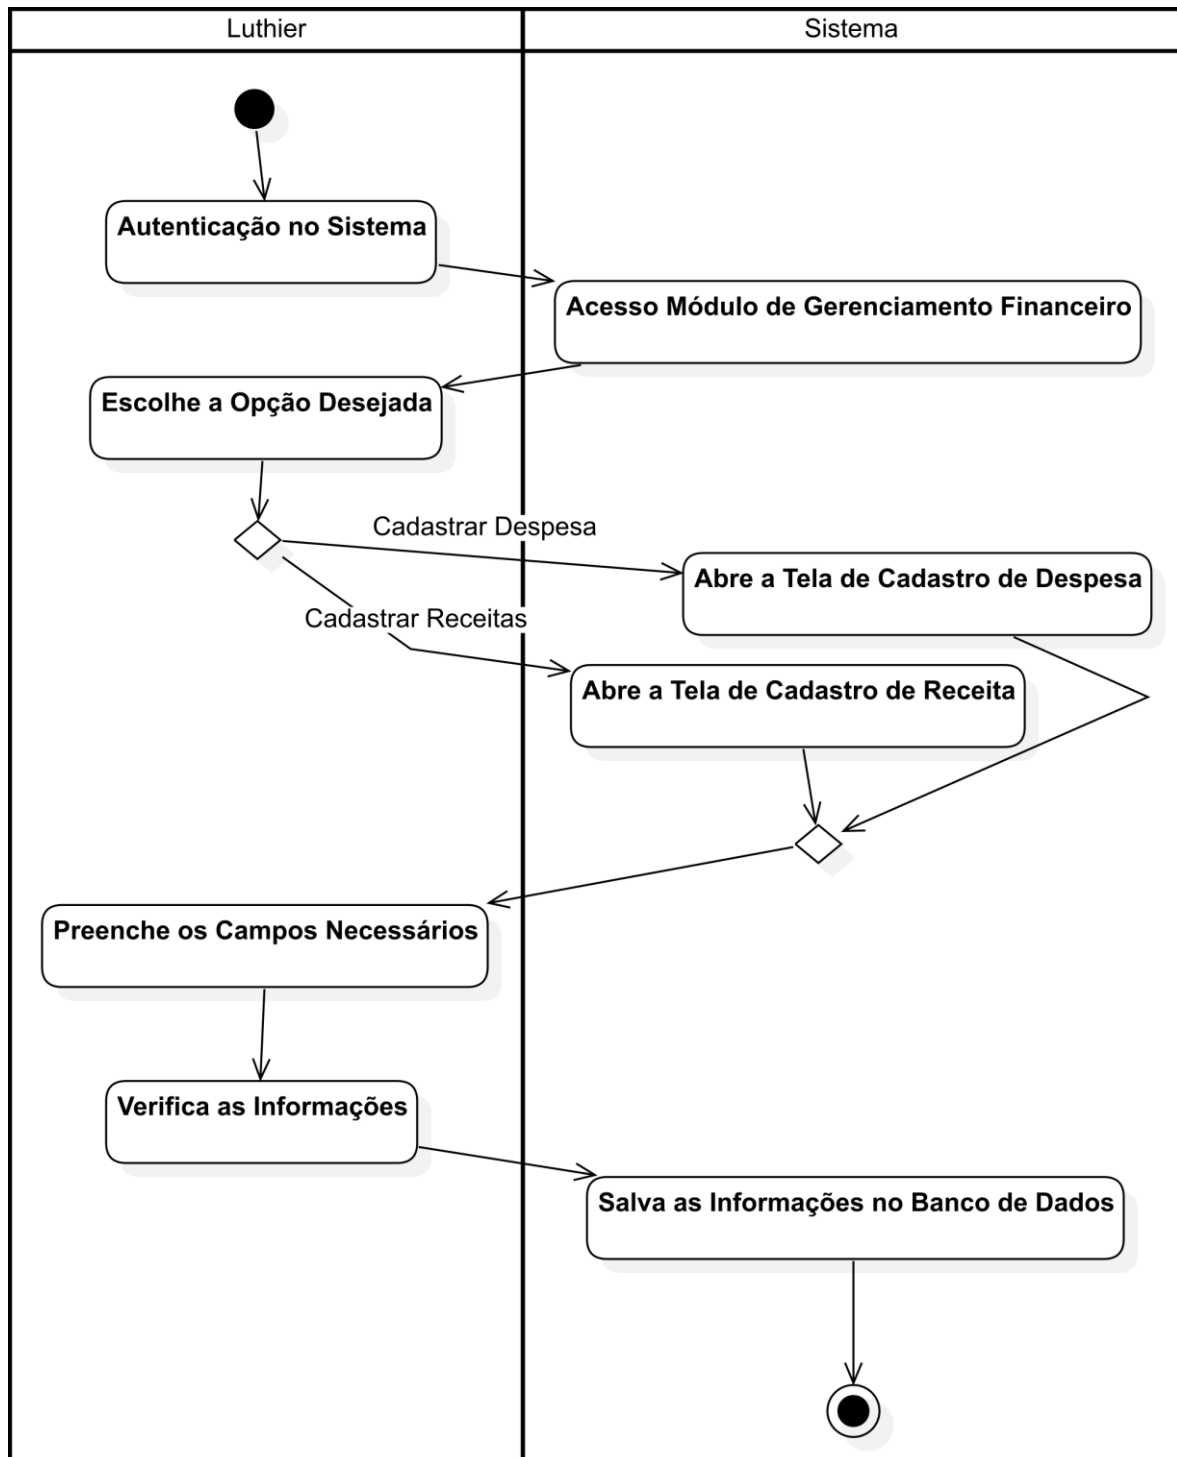 Luthier
Sistema
Autenticação no Sistema
Acesso Módulo de Gerenciamento Financeiro
Escolhe a Opção Desejada
Cadastrar Despesa
Abre a Tela de Cadastro de Despesa
Cadastrar Receitas
Abre a Tela de Cadastro de Receita
Preenche os Campos Necessários
Verifica as Informações
Salva as Informações no Banco de Dados